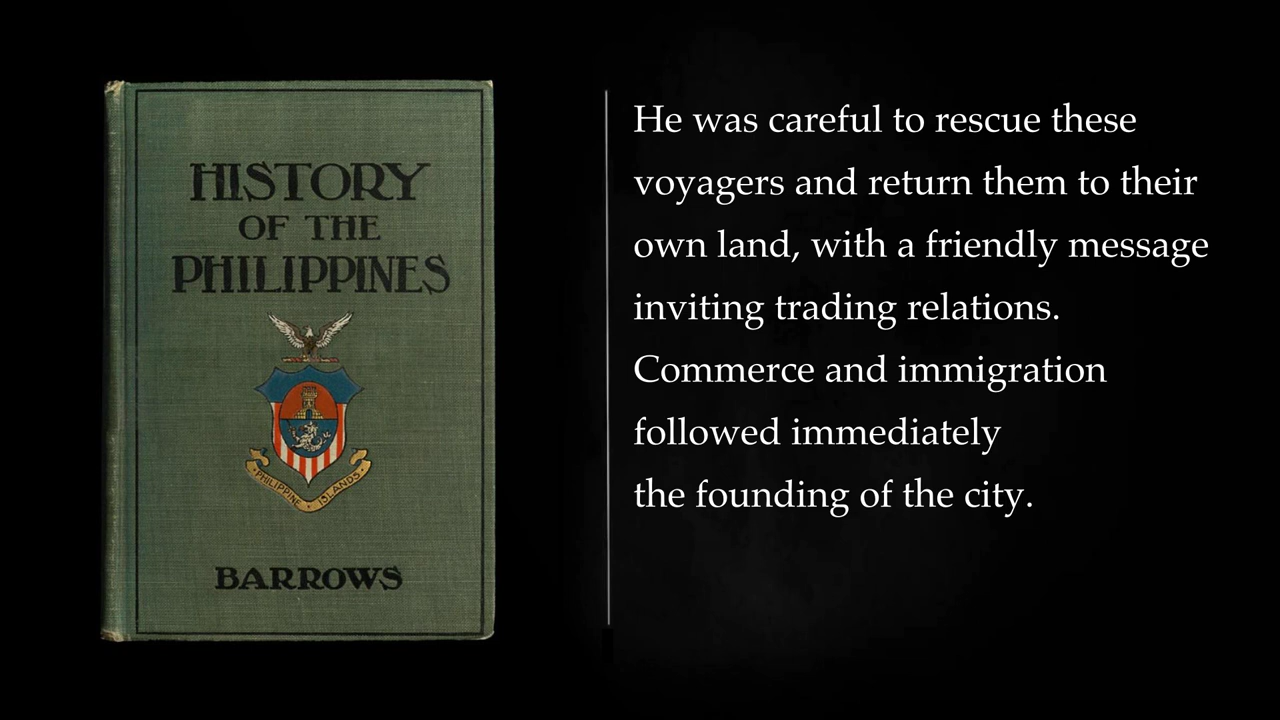 HISTORY
OF THE
PHILIPPINES
PHILIPPINE ISLANDS
BARROWS
He was careful to rescue these
voyagers and return them to their
own land, with a friendly message
inviting trading relations.
Commerce and immigration
followed immediately
the founding of the city.